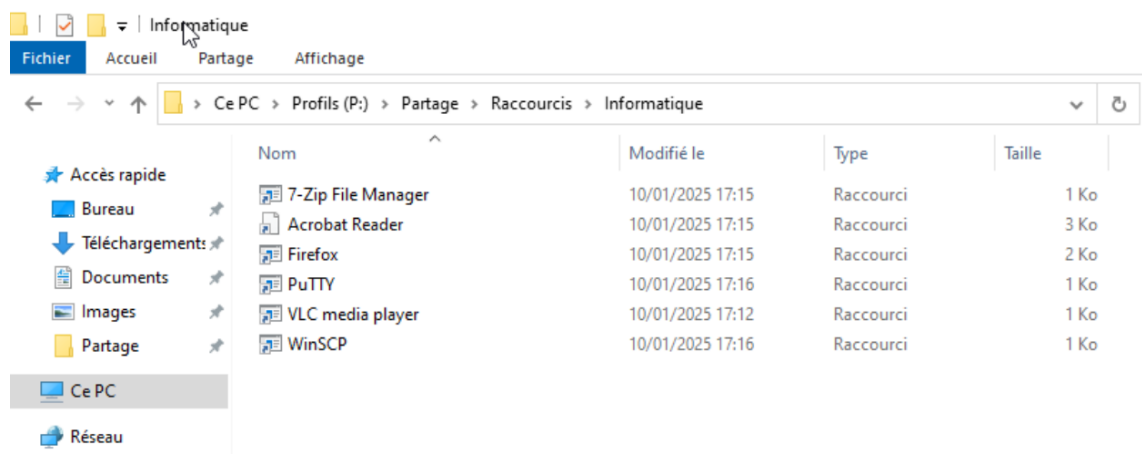 Informatique
Fichier Accueil Partage Affichage
Ce PC > Profils (P:) > Partage > Raccourcis > Informatique
Nom Modifié le Type Taille
Accès rapide
Bureau
Téléchargements
Documents
Images
Partage
Ce PC
Réseau
7-Zip File Manager 10/01/2025 17:15 Raccourci 1 Ko
Acrobat Reader 10/01/2025 17:15 Raccourci 3 Ko
Firefox 10/01/2025 17:15 Raccourci 2 Ko
PuTTY 10/01/2025 17:16 Raccourci 1 Ko
VLC media player 10/01/2025 17:12 Raccourci 1 Ko
WinSCP 10/01/2025 17:16 Raccourci 1 Ko